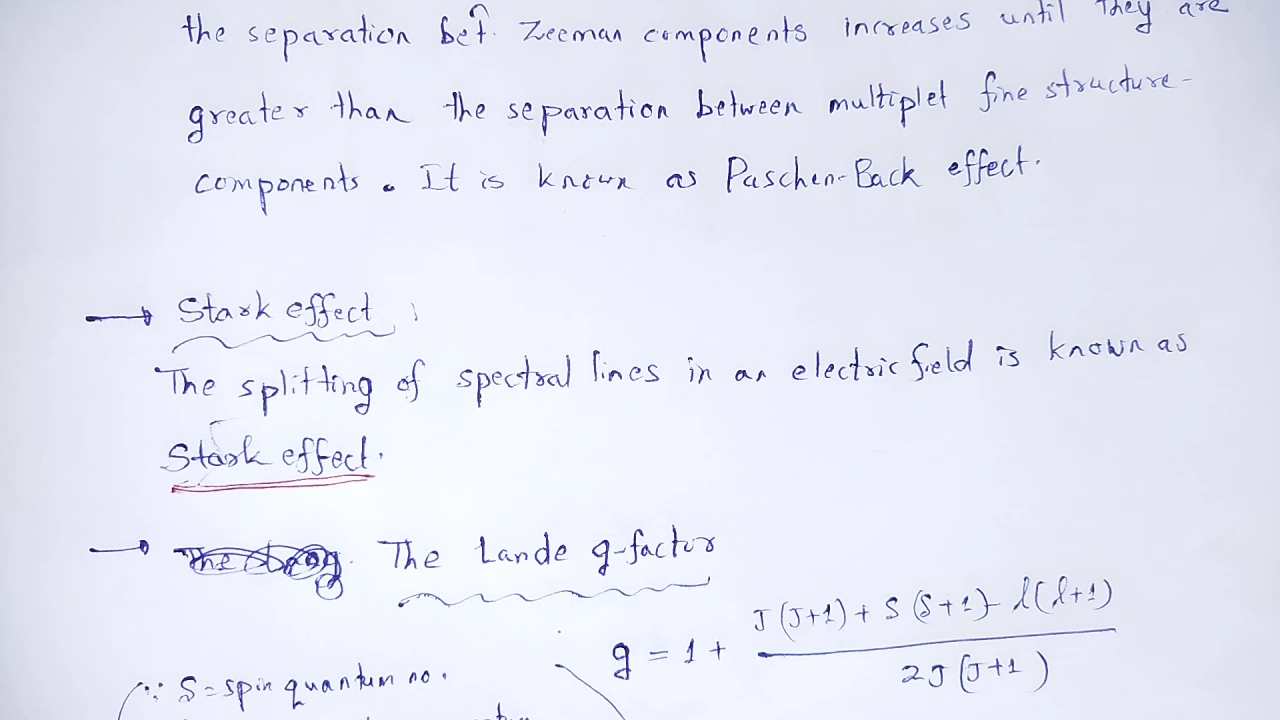 the separation bet. Zeeman components increases until they are
greater than the separation between multiplet fine structure-
components. It is known as Paschen-Back effect.
→ Stark effect :
The splitting of spectral lines in an electric field is known as
Stark effect.
→ The Lande g-factor
g = 1 + \frac{J(J+1) + S(S+1) - l(l+1)}{2J(J+1)}
∵ S = spin quantum no.